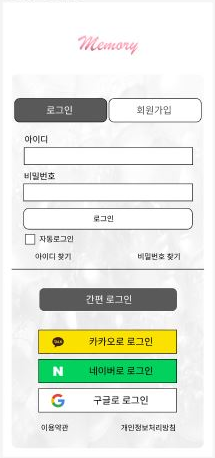 Memory
로그인 회원가입
아이디
비밀번호
로그인
자동로그인
아이디 찾기 비밀번호 찾기
간편 로그인
TALK 카카오로 로그인
N 네이버로 로그인
G 구글로 로그인
이용약관 개인정보처리방침